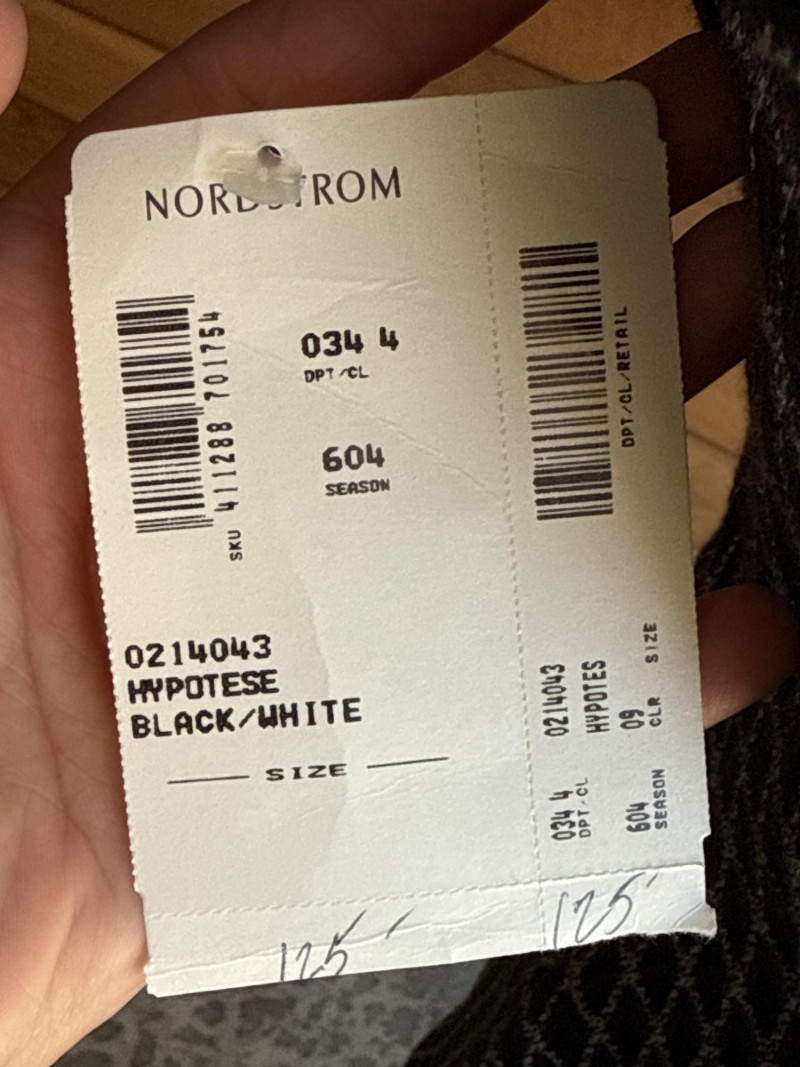 NORDSTROM
SKU 411288 701754
034 4
DPT/CL
604
SEASON
0214043
HYPOTESE
BLACK/WHITE
SIZE
125
DPT/CL/RETAIL
0214043
HYPOTES
09 SIZE
CLR
034 4
DPT/CL
604
SEASON
125